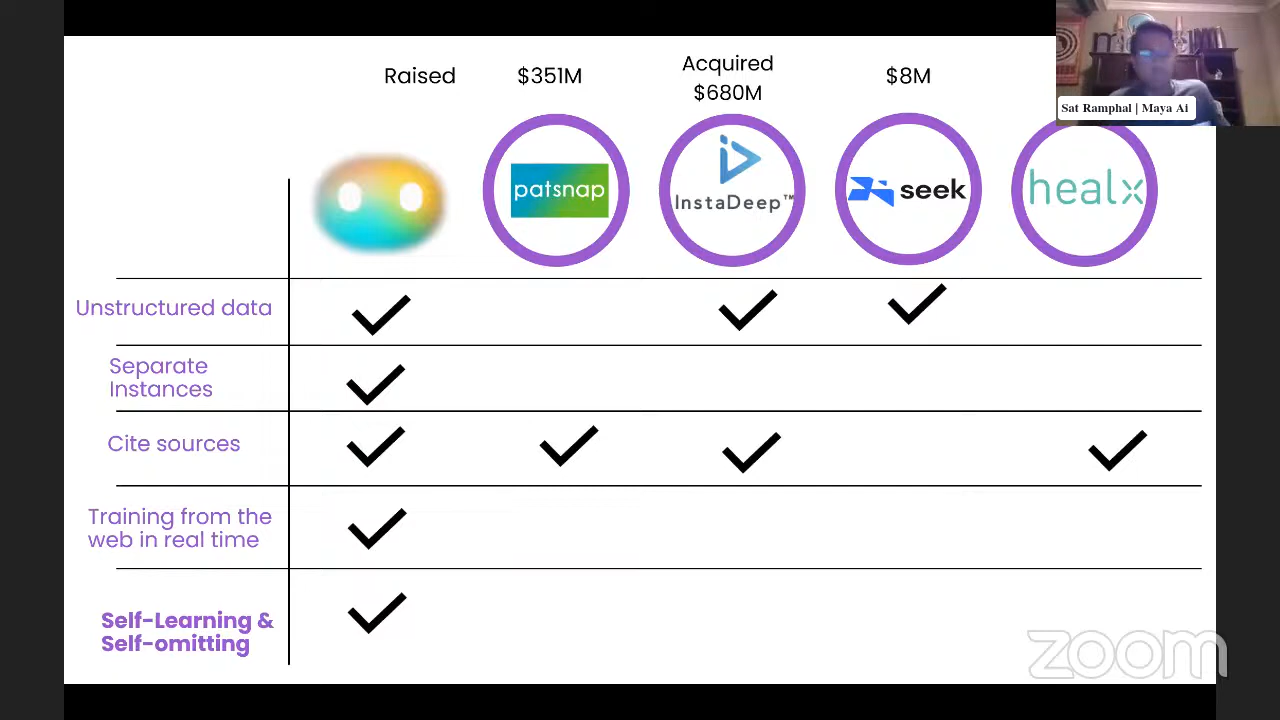 Raised
$351M
Acquired
$680M
$8M
Sat Ramphal | Maya Ai
patsnap
InstaDeep™
seek
healx
Unstructured data
Separate
Instances
Cite sources
Training from the
web in real time
Self-Learning &
Self-omitting
zoom